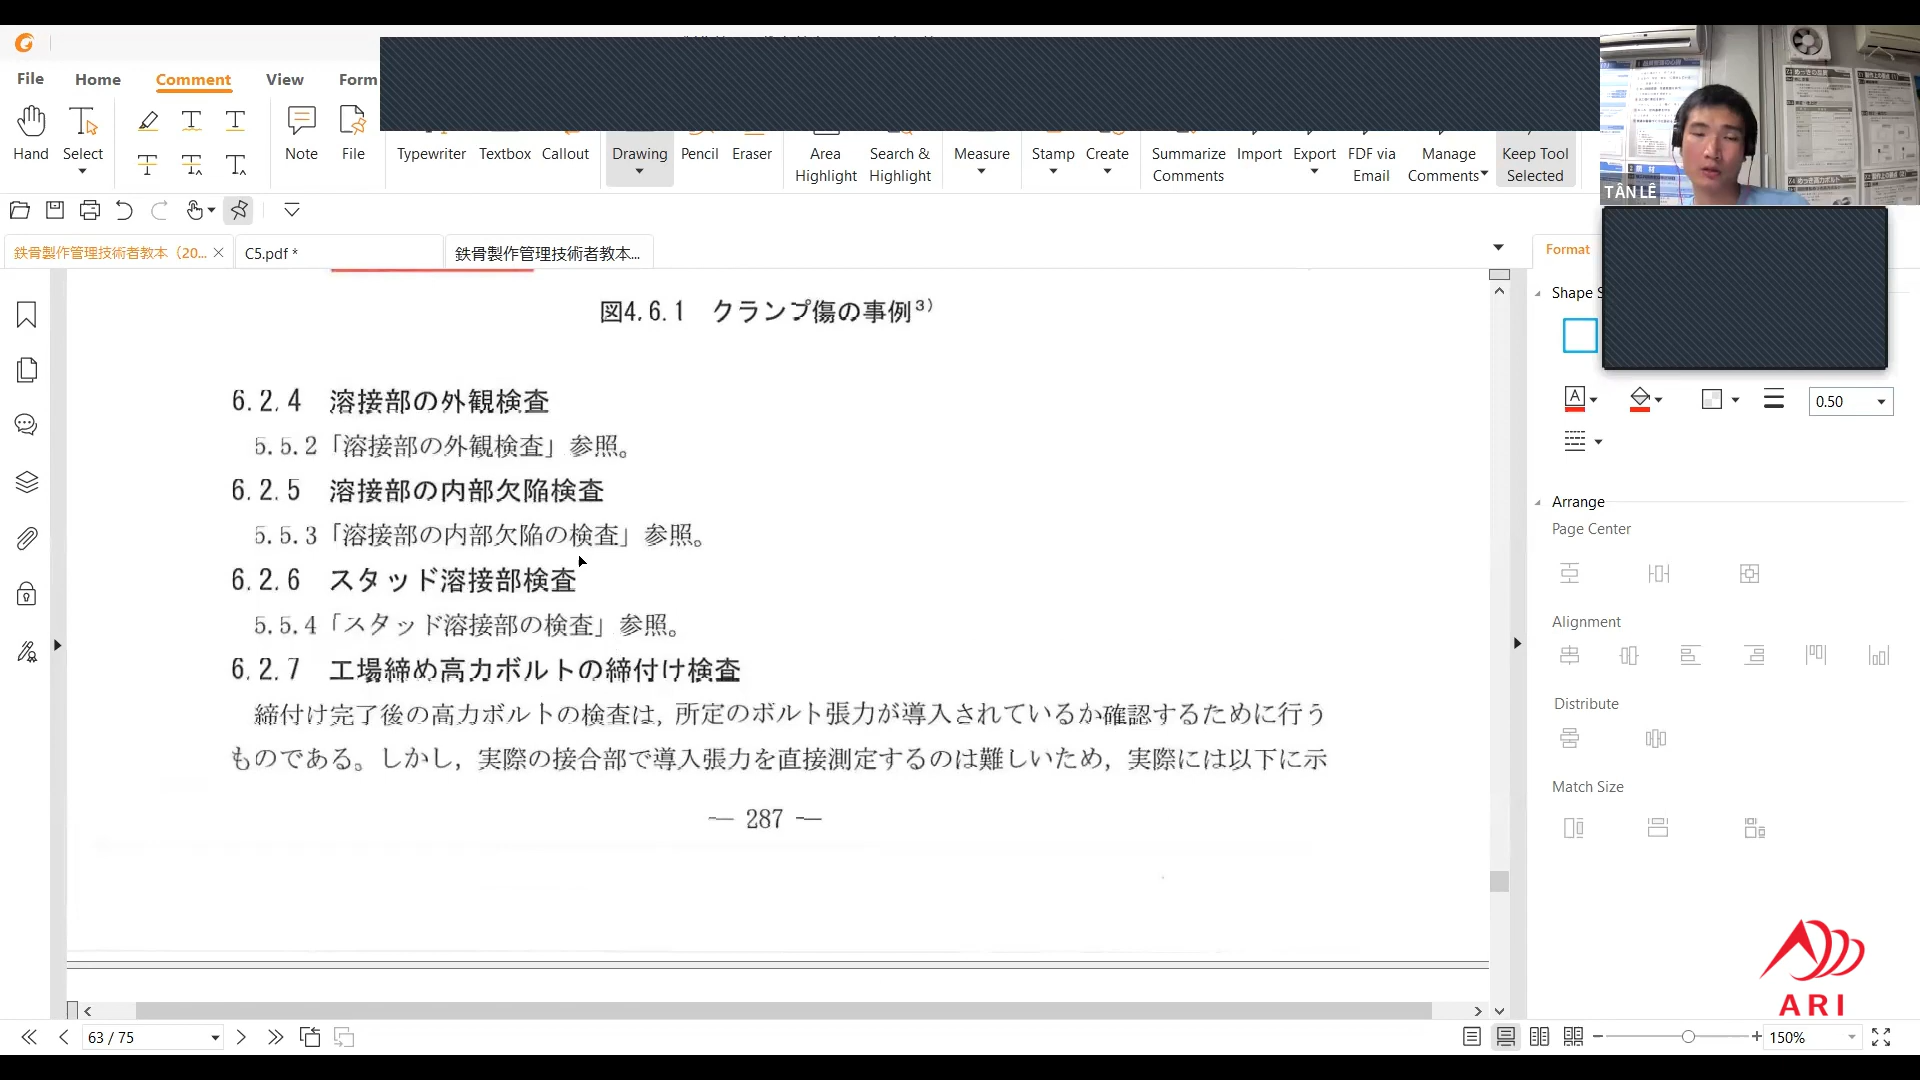 File Home Comment View Form
Hand Select Note File Typewriter Textbox Callout Drawing Pencil Eraser Area Highlight Search & Highlight Measure Stamp Create Summarize Comments Import Export FDF via Email Manage Comments Keep Tool Selected
TÂN LÊ
鉄骨製作管理技術者教本（20... C5.pdf * 鉄骨製作管理技術者教本...
Format
Shape S
0.50
Arrange
Page Center
Alignment
Distribute
Match Size
図4.6.1 クランプ傷の事例3)
6.2.4 溶接部の外観検査
5.5.2「溶接部の外観検査」参照。
6.2.5 溶接部の内部欠陥検査
5.5.3「溶接部の内部欠陥の検査」参照。
6.2.6 スタッド溶接部検査
5.5.4「スタッド溶接部の検査」参照。
6.2.7 工場締め高力ボルトの締付け検査
締付け完了後の高力ボルトの検査は，所定のボルト張力が導入されているか確認するために行う
ものである。しかし，実際の接合部で導入張力を直接測定するのは難しいため，実際には以下に示
— 287 —
ARI
63 / 75
150%